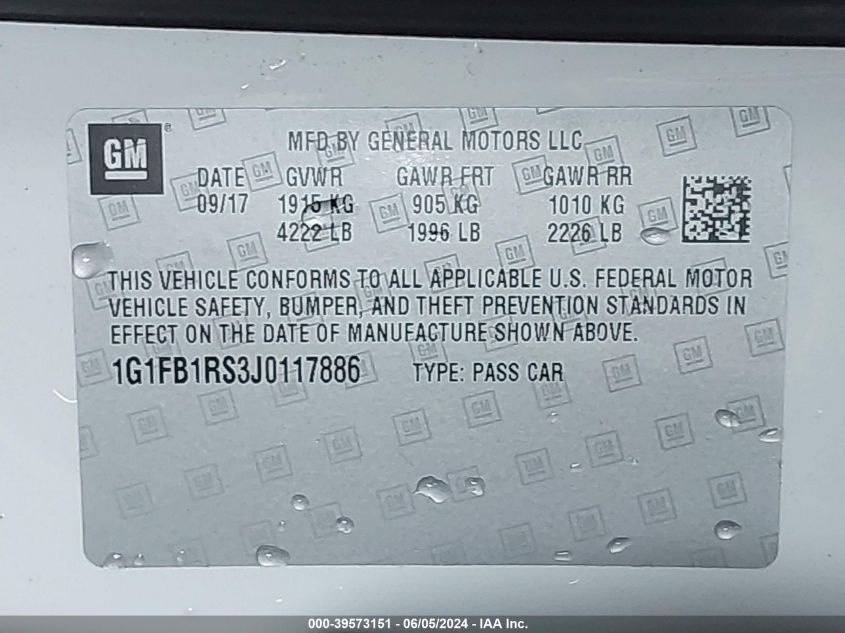 GM ®
MFD BY GENERAL MOTORS LLC
DATE GVWR GAWR FRT GAWR RR
09/17 1915 KG 905 KG 1010 KG
4222 LB 1996 LB 2226 LB
THIS VEHICLE CONFORMS TO ALL APPLICABLE U.S. FEDERAL MOTOR
VEHICLE SAFETY, BUMPER, AND THEFT PREVENTION STANDARDS IN
EFFECT ON THE DATE OF MANUFACTURE SHOWN ABOVE.
1G1FB1RS3J0117886 TYPE: PASS CAR
000-39573151 - 06/05/2024 - IAA Inc.